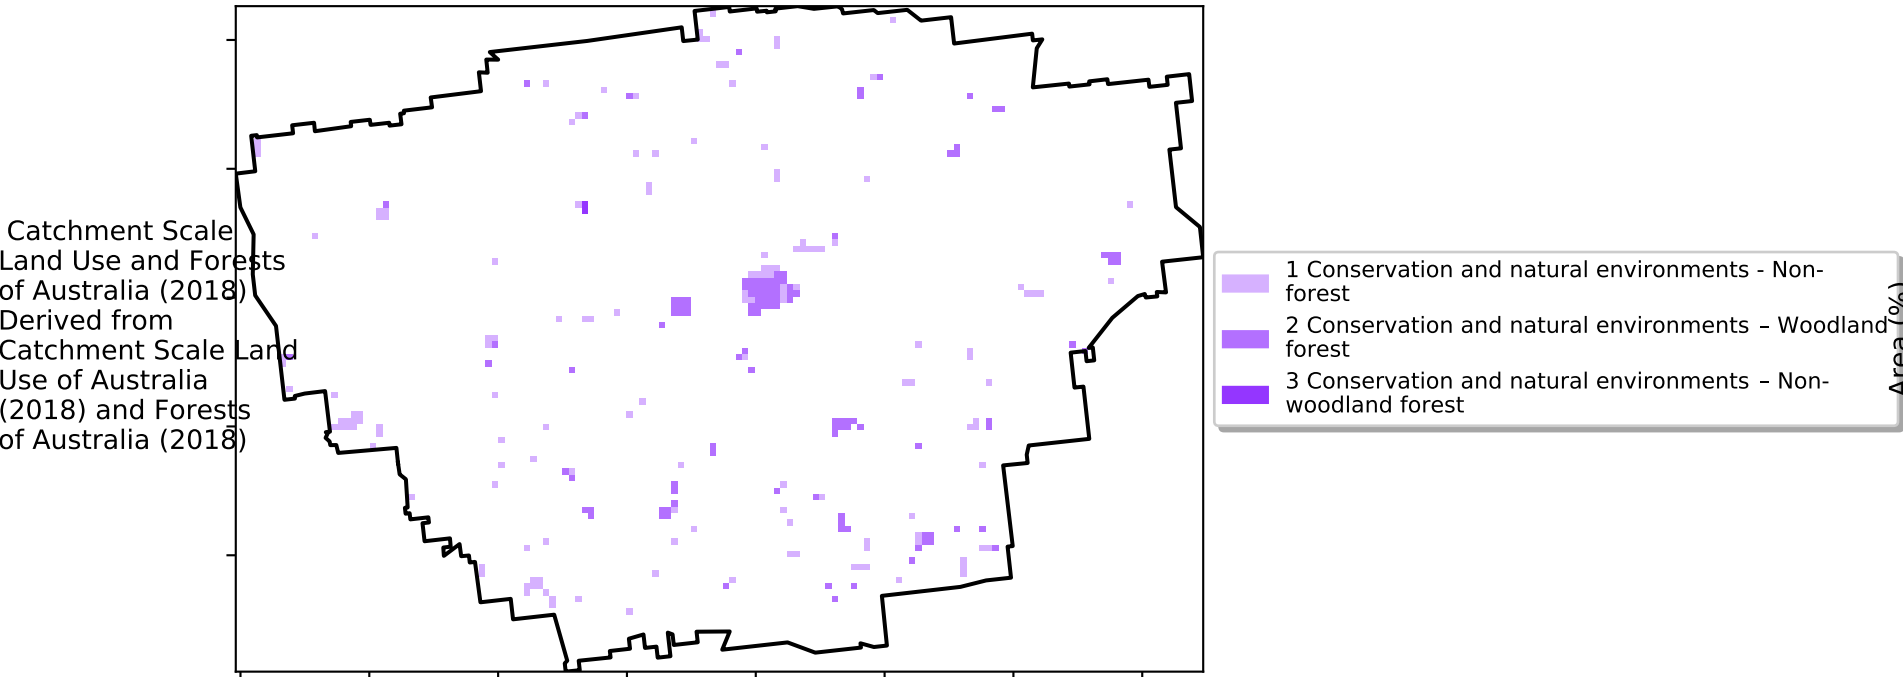 Catchment Scale
Land Use and Forests
of Australia (2018)
Derived from
Catchment Scale Land
Use of Australia
(2018) and Forests
of Australia (2018)
1 Conservation and natural environments - Non-
forest
2 Conservation and natural environments – Woodland
forest
3 Conservation and natural environments – Non-
woodland forest
Area (%)